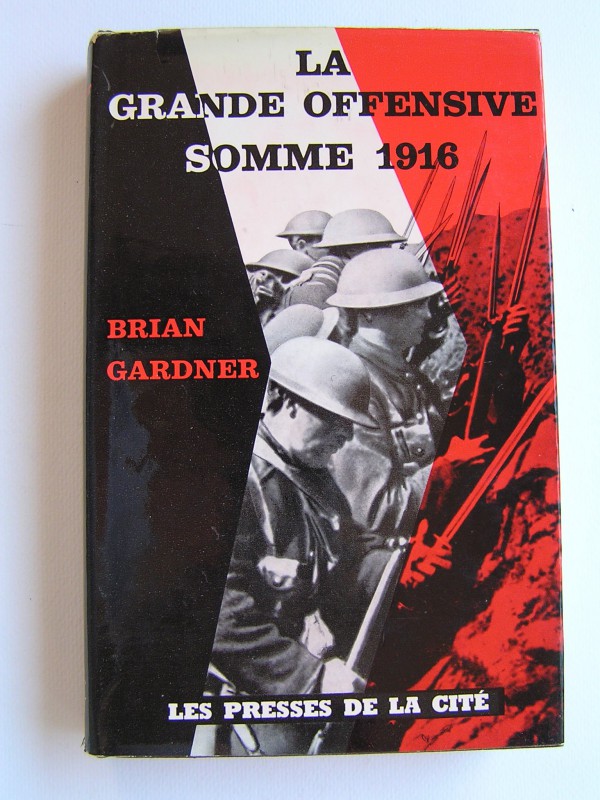 LA
GRANDE OFFENSIVE
SOMME 1916
BRIAN
GARDNER
LES PRESSES DE LA CITÉ